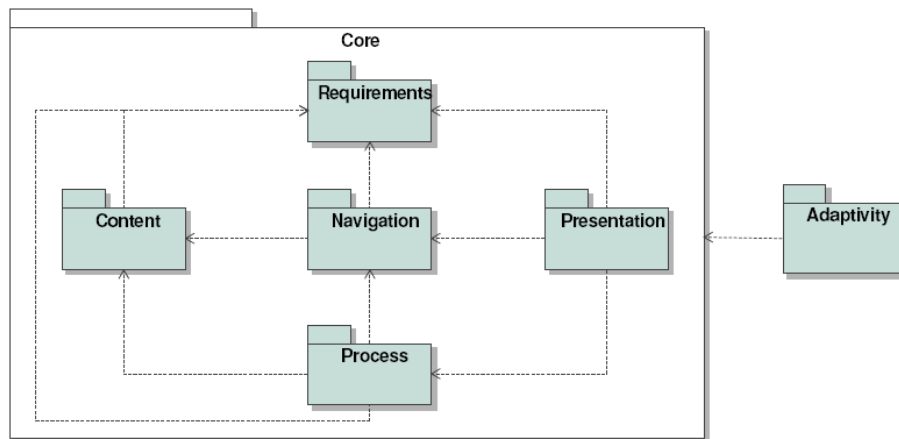 Core
Requirements
Content
Navigation
Presentation
Adaptivity
Process